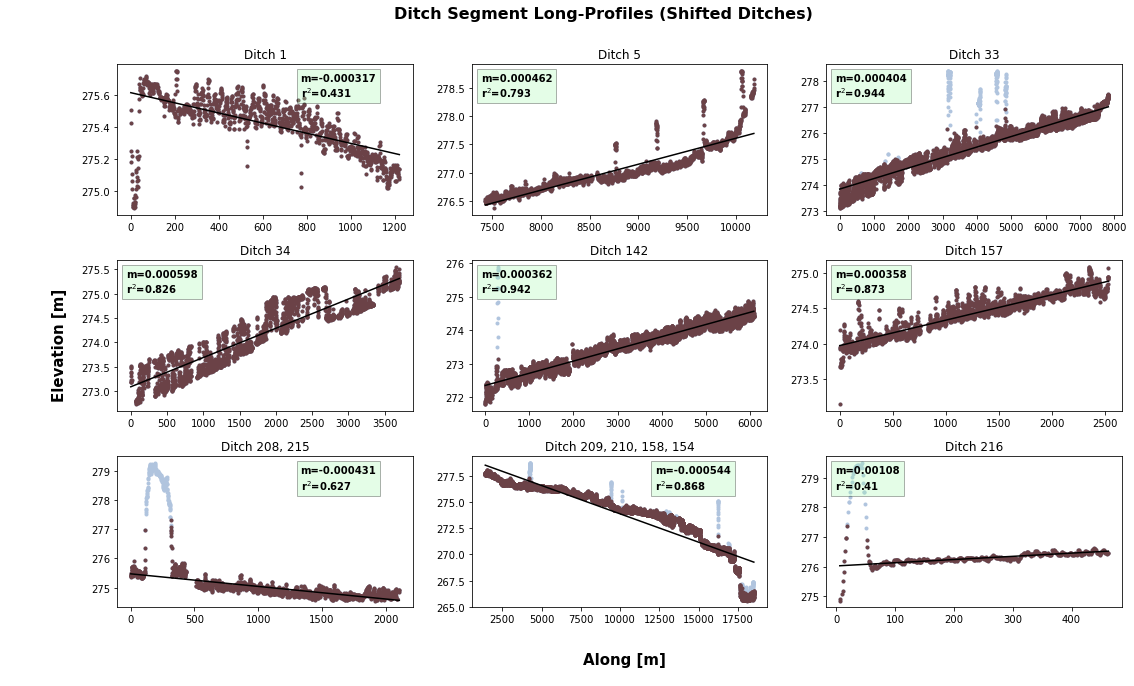 Ditch Segment Long-Profiles (Shifted Ditches)
Ditch 1
m=-0.000317
r²=0.431
275.6
275.4
275.2
275.0
0 200 400 600 800 1000 1200
Ditch 5
m=0.000462
r²=0.793
278.5
278.0
277.5
277.0
276.5
7500 8000 8500 9000 9500 10000
Ditch 33
m=0.000404
r²=0.944
278
277
276
275
274
273
0 1000 2000 3000 4000 5000 6000 7000 8000
Ditch 34
m=0.000598
r²=0.826
275.5
275.0
274.5
274.0
273.5
273.0
0 500 1000 1500 2000 2500 3000 3500
Ditch 142
m=0.000362
r²=0.942
276
275
274
273
272
0 1000 2000 3000 4000 5000 6000
Ditch 157
m=0.000358
r²=0.873
275.0
274.5
274.0
273.5
0 500 1000 1500 2000 2500
Ditch 208, 215
m=-0.000431
r²=0.627
279
278
277
276
275
0 500 1000 1500 2000
Ditch 209, 210, 158, 154
m=-0.000544
r²=0.868
277.5
275.0
272.5
270.0
267.5
265.0
2500 5000 7500 10000 12500 15000 17500
Ditch 216
m=0.00108
r²=0.41
279
278
277
276
275
0 100 200 300 400
Elevation [m]
Along [m]